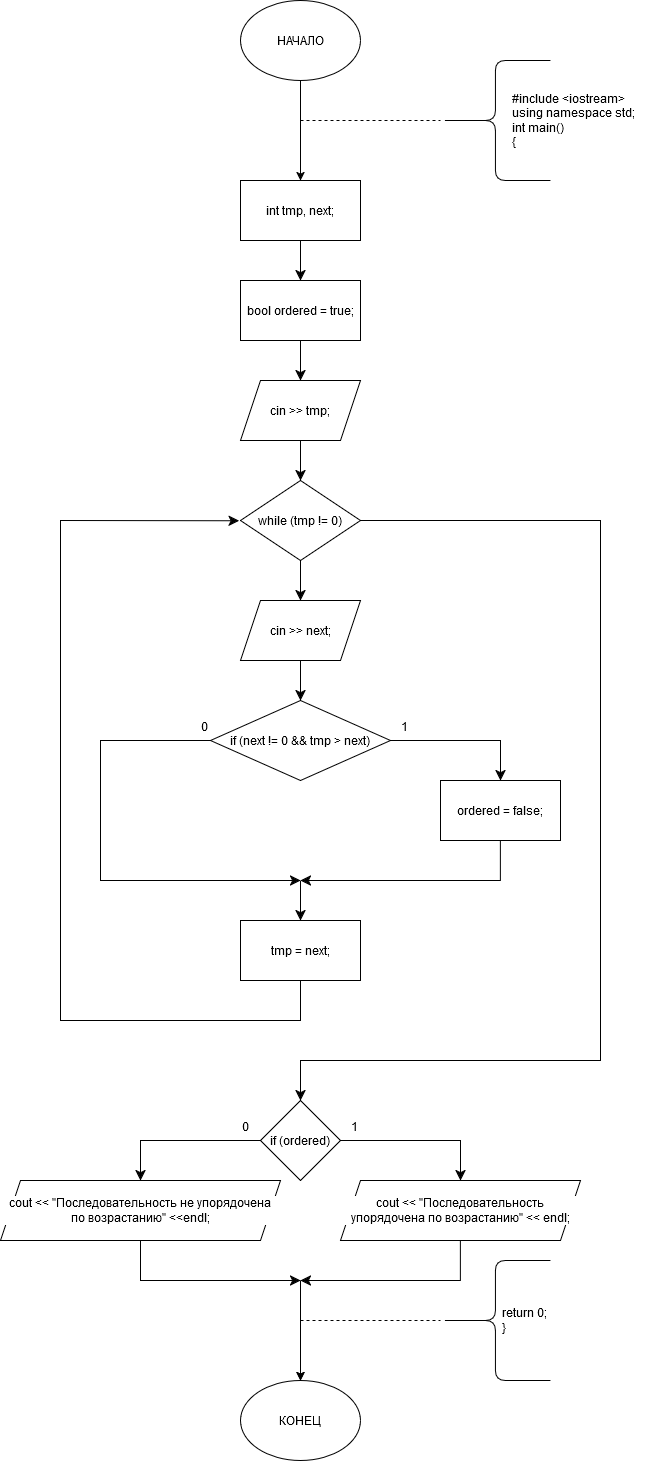 НАЧАЛО
#include <iostream>
using namespace std;
int main()
{
int tmp, next;
bool ordered = true;
cin >> tmp;
while (tmp != 0)
cin >> next;
0
1
if (next != 0 && tmp > next)
ordered = false;
tmp = next;
0
1
if (ordered)
cout << "Последовательность не упорядочена
по возрастанию" <<endl;
cout << "Последовательность
упорядочена по возрастанию" << endl;
return 0;
}
КОНЕЦ